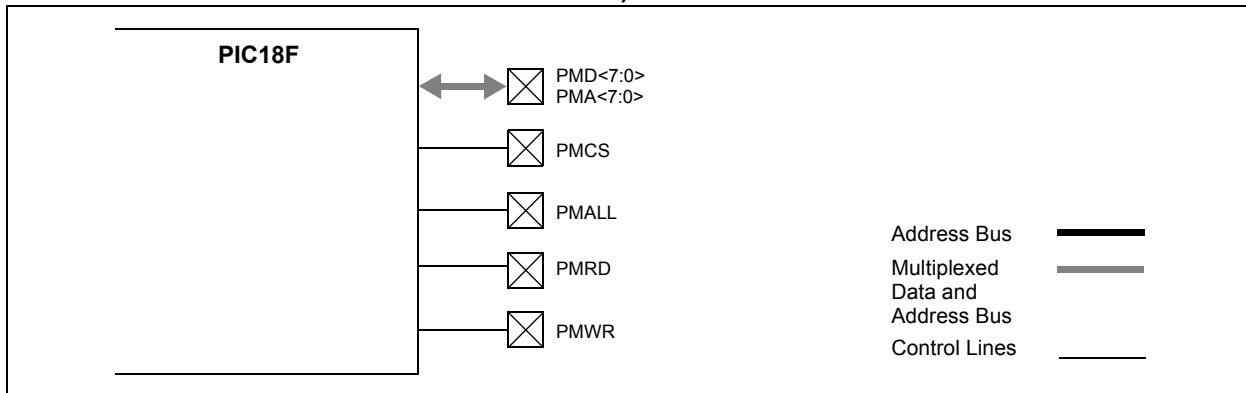 PIC18F
PMD<7:0>
PMA<7:0>
PMCS
PMALL
PMRD
PMWR
Address Bus
Multiplexed
Data and
Address Bus
Control Lines